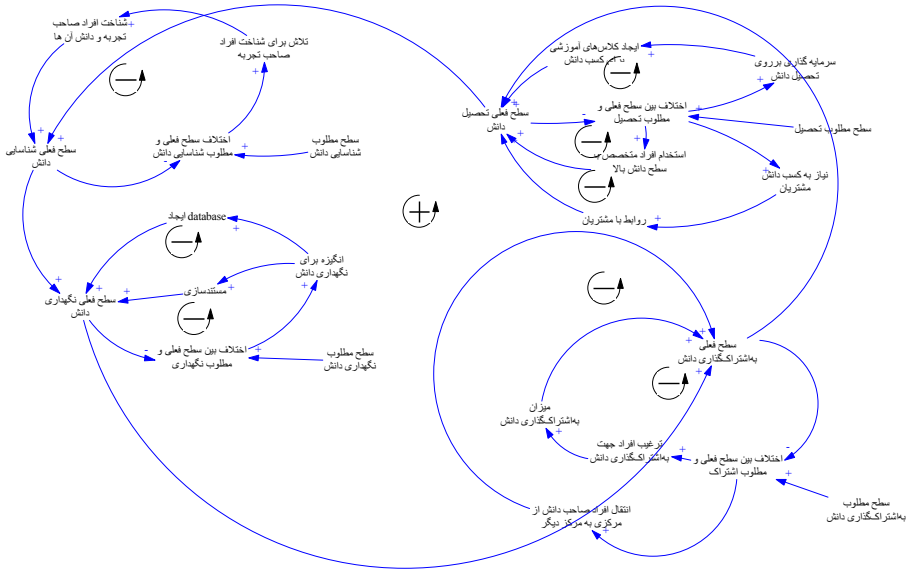 شناخت افراد صاحب
تجربه و دانش آن ها
تلاش برای شناخت افراد
صاحب تجربه
سطح فعلی شناسایی
دانش
اختلاف سطح فعلی و
مطلوب شناسایی دانش
سطح مطلوب
شناسایی دانش
ایجاد کلاس‌های آموزشی
برای کسب دانش
سرمایه گذاری برروی
تحصیل دانش
سطح فعلی تحصیل
دانش
اختلاف بین سطح فعلی و
مطلوب تحصیل
سطح مطلوب تحصیل
استخدام افراد متخصص ب
سطح دانش بالا
نیاز به کسب دانش
مشتریان
روابط با مشتریان
ایجاد database
انگیزه برای
نگهداری دانش
مستندسازی
سطح فعلی نگهداری
دانش
اختلاف بین سطح فعلی و
مطلوب نگهداری
سطح مطلوب
نگهداری دانش
سطح فعلی
به‌اشتراک‌گذاری دانش
میزان
به‌اشتراک‌گذاری دانش
ترغیب افراد جهت
به‌اشتراک‌گذاری دانش
اختلاف بین سطح فعلی و
مطلوب اشتراک
سطح مطلوب
به‌اشتراک‌گذاری دانش
انتقال افراد صاحب دانش از
مرکزی به مرکز دیگر